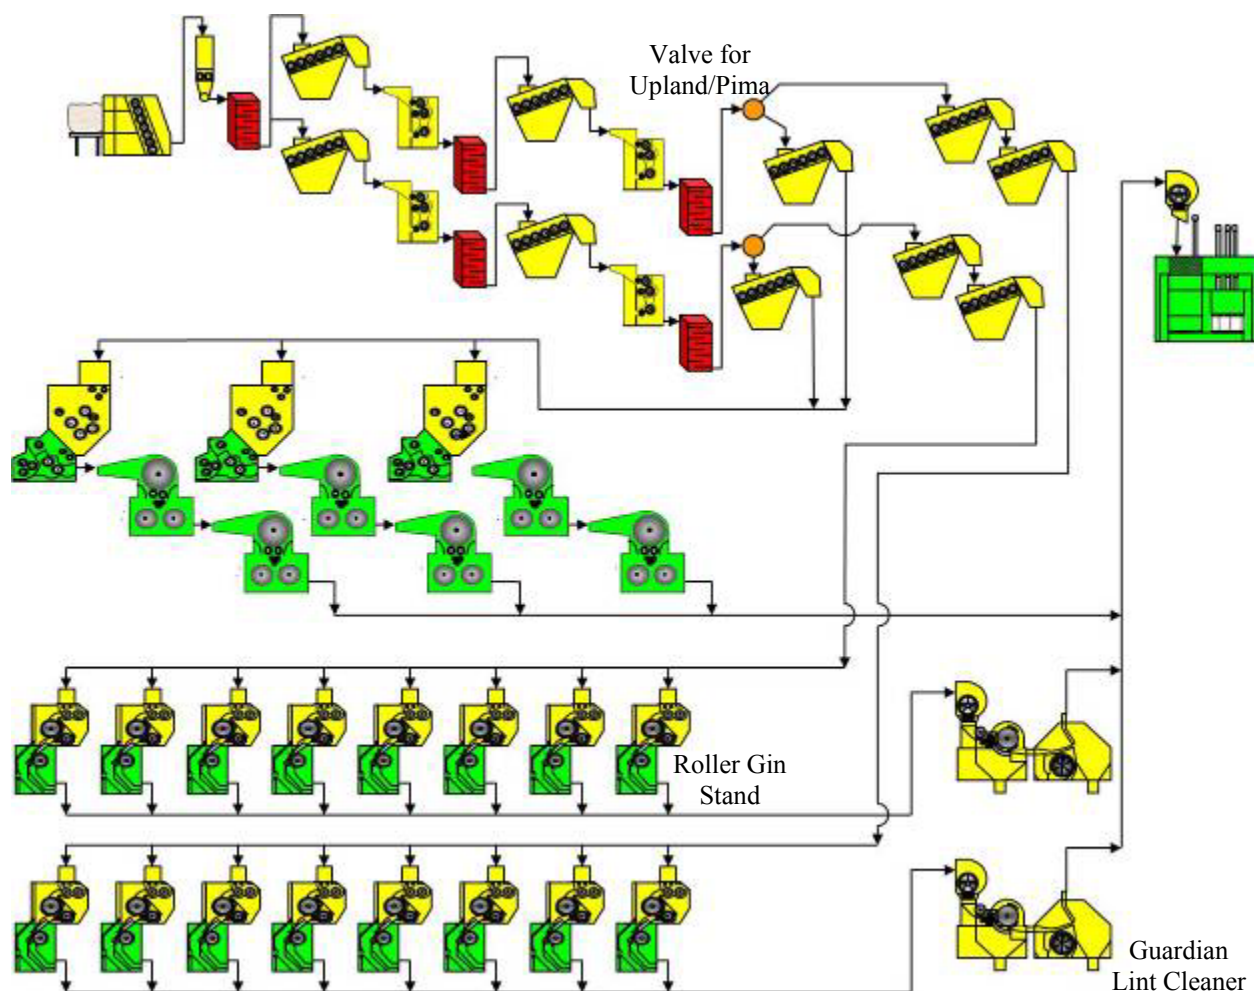 Valve for
Upland/Pima
Roller Gin
Stand
Guardian
Lint Cleaner